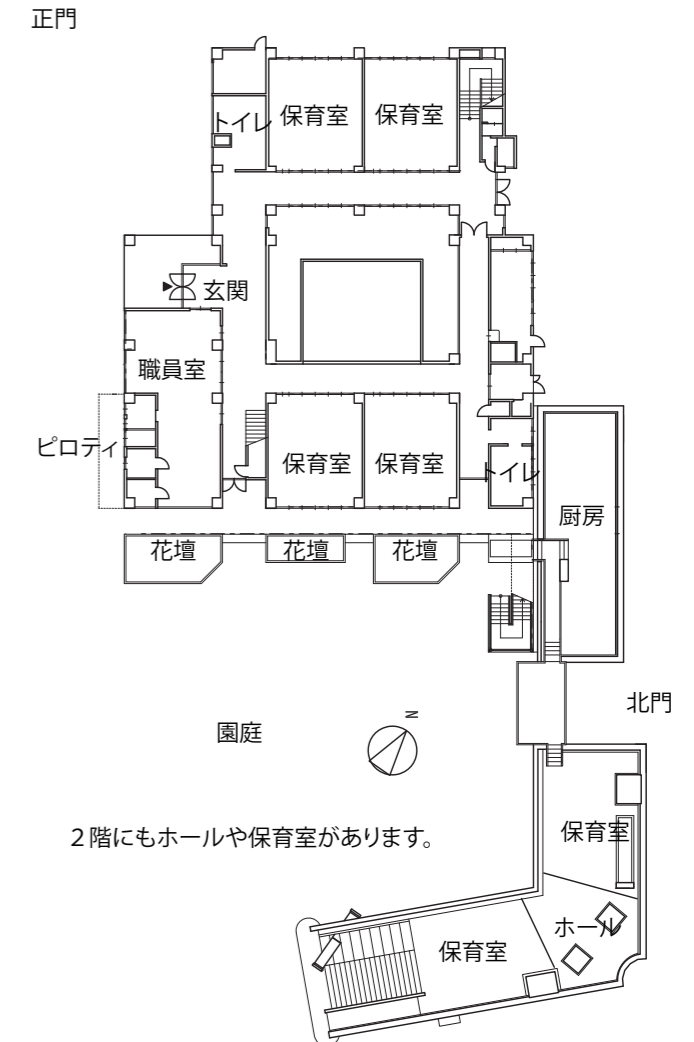 正門
保育室
保育室
トイレ
玄関
職員室
ピロティ
保育室
保育室
トイレ
厨房
花壇
花壇
花壇
北門
N
園庭
２階にもホールや保育室があります。
保育室
ホール
保育室